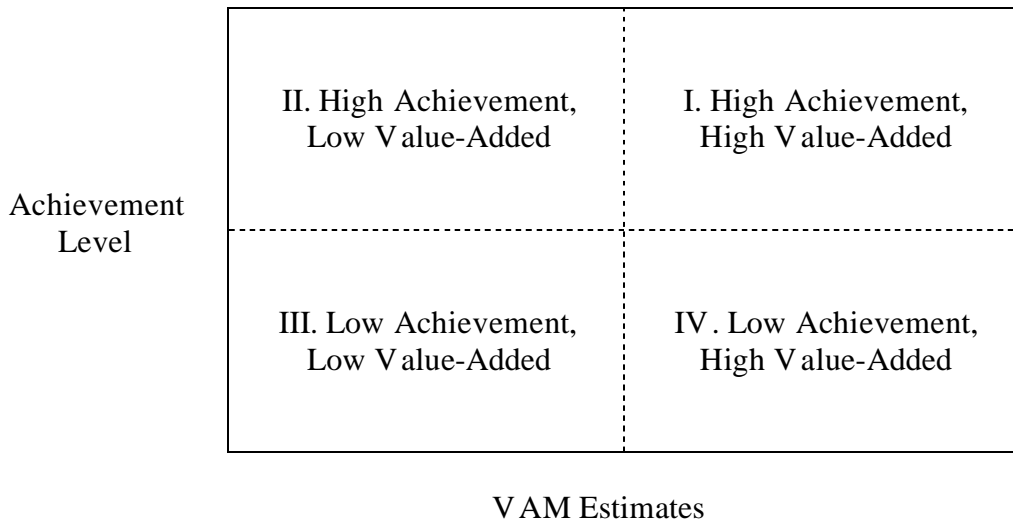 II. High Achievement,
Low Value-Added
I. High Achievement,
High Value-Added
Achievement
Level
III. Low Achievement,
Low Value-Added
IV. Low Achievement,
High Value-Added
VAM Estimates